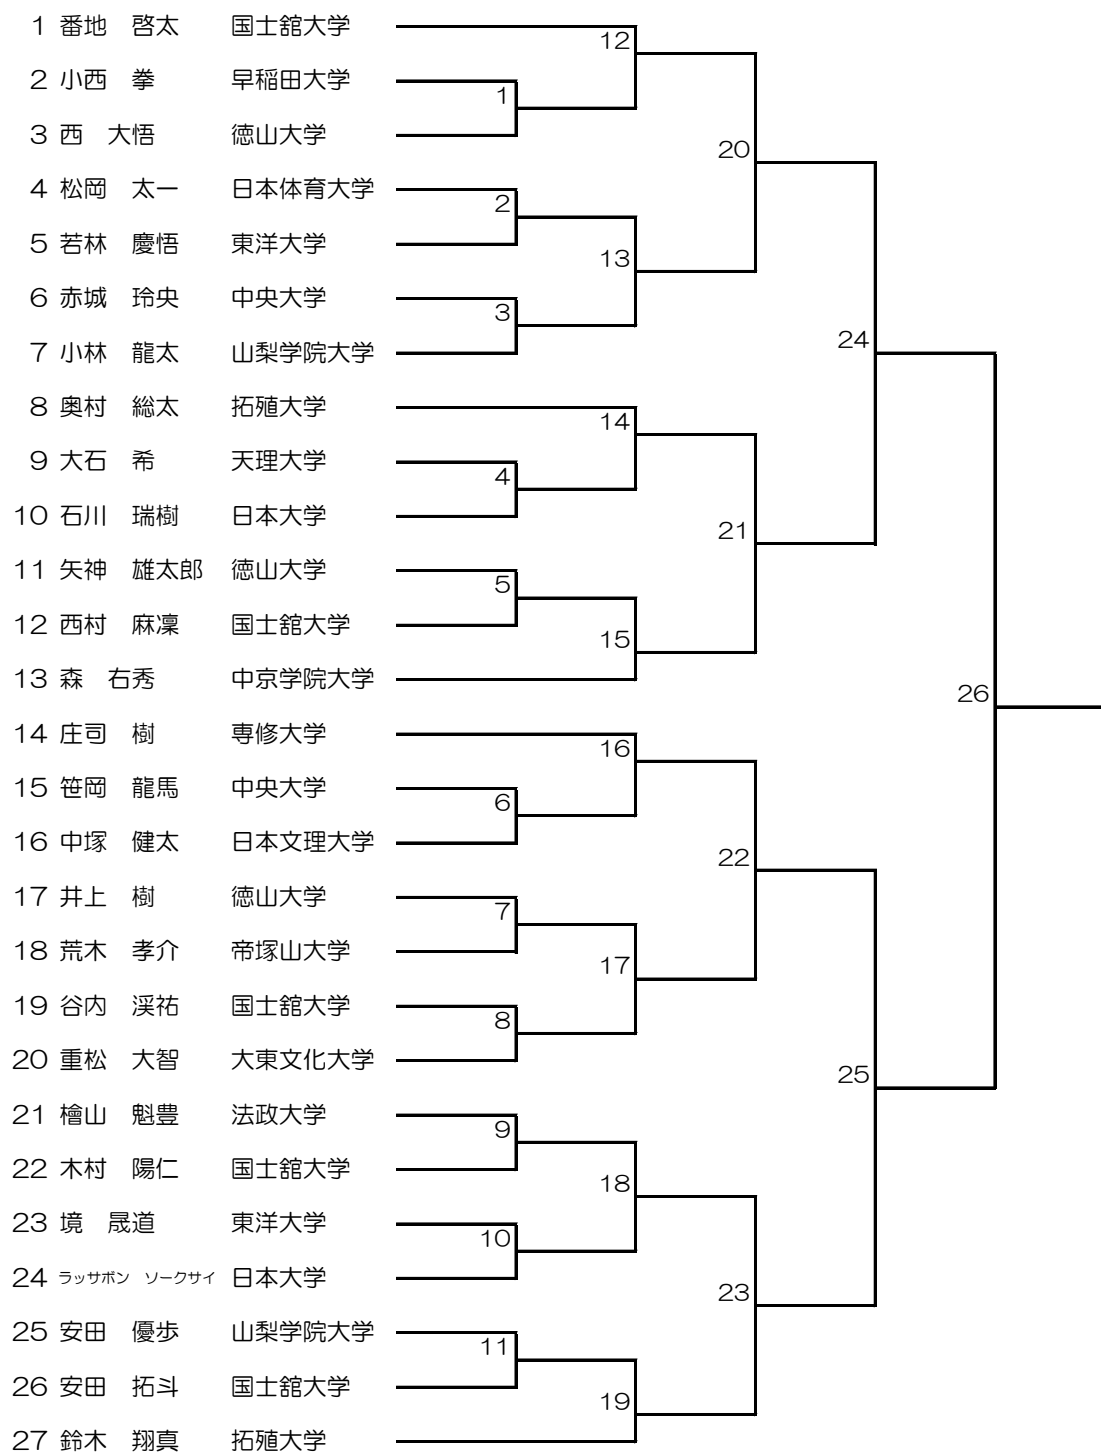 1 番地　啓太　国士舘大学
12
2 小西　拳　早稲田大学
1
3 西　大悟　徳山大学
20
4 松岡　太一　日本体育大学
2
5 若林　慶悟　東洋大学
13
6 赤城　玲央　中央大学
3
24
7 小林　龍太　山梨学院大学
8 奥村　総太　拓殖大学
14
9 大石　希　天理大学
4
10 石川　瑞樹　日本大学
21
11 矢神　雄太郎　徳山大学
5
12 西村　麻凜　国士舘大学
15
13 森　右秀　中京学院大学
26
14 庄司　樹　専修大学
16
15 笹岡　龍馬　中央大学
6
16 中塚　健太　日本文理大学
22
17 井上　樹　徳山大学
7
18 荒木　孝介　帝塚山大学
17
19 谷内　渓祐　国士舘大学
8
20 重松　大智　大東文化大学
25
21 檜山　魁豊　法政大学
9
22 木村　陽仁　国士舘大学
18
23 境　晟道　東洋大学
10
24 ラッサボン　ソークサイ　日本大学
23
25 安田　優歩　山梨学院大学
11
26 安田　拓斗　国士舘大学
19
27 鈴木　翔真　拓殖大学